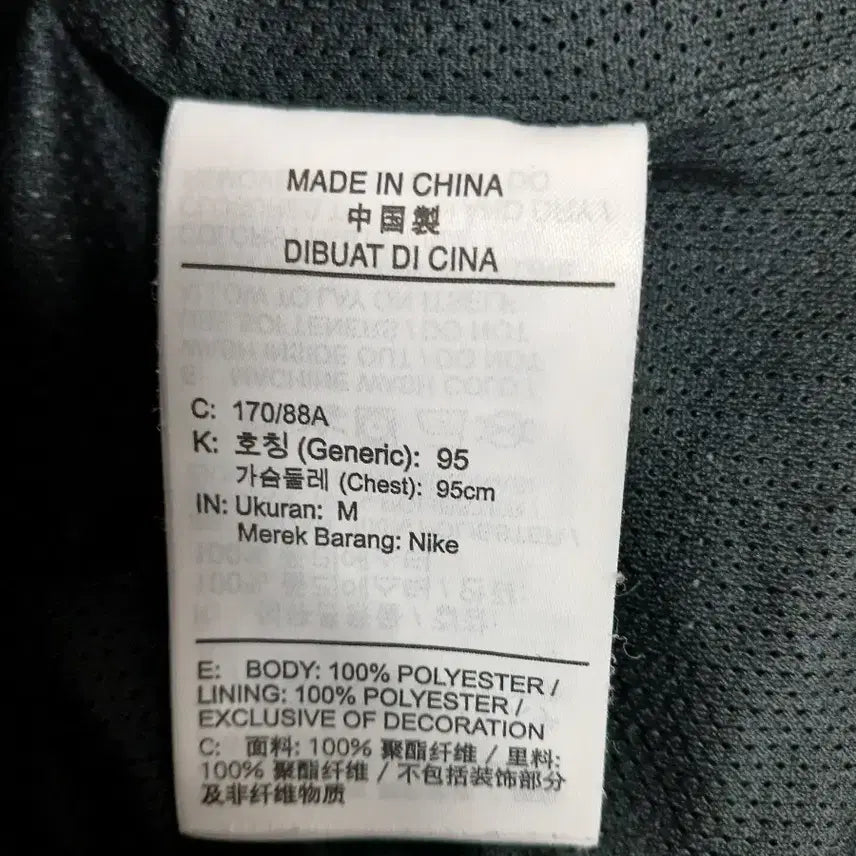 MADE IN CHINA
中国製
DIBUAT DI CINA
C: 170/88A
K: 호칭 (Generic): 95
가슴둘레 (Chest): 95cm
IN: Ukuran: M
Merek Barang: Nike
E: BODY: 100% POLYESTER /
LINING: 100% POLYESTER /
EXCLUSIVE OF DECORATION
C: 面料: 100% 聚酯纤维 / 里料:
100% 聚酯纤维 / 不包括装饰部分
及非纤维物质